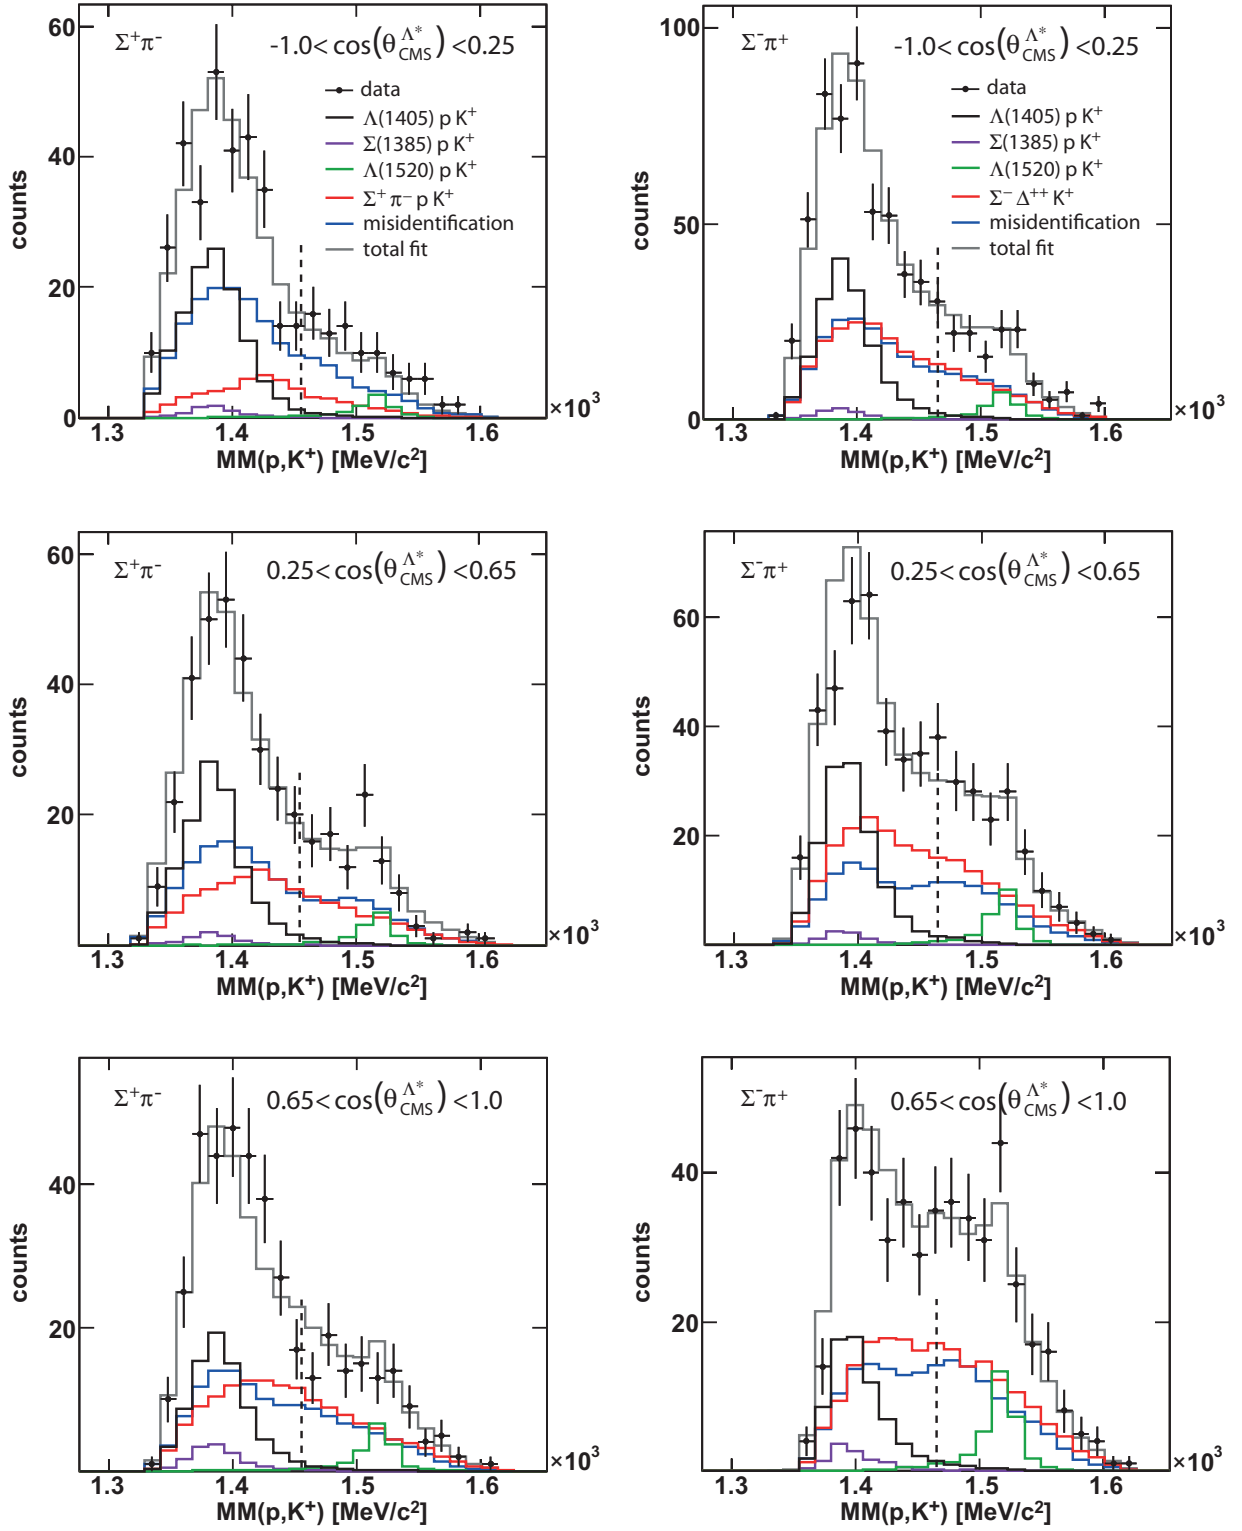 Σ⁺π⁻ -1.0<cos(θ_CMS^Λ*)<0.25
data
Λ(1405) p K⁺
Σ(1385) p K⁺
Λ(1520) p K⁺
Σ⁺ π⁻ p K⁺
misidentification
total fit
counts
60
40
20
0
1.3 1.4 1.5 1.6 ×10³
MM(p,K⁺) [MeV/c²]
Σ⁻π⁺ -1.0<cos(θ_CMS^Λ*)<0.25
data
Λ(1405) p K⁺
Σ(1385) p K⁺
Λ(1520) p K⁺
Σ⁻ Δ⁺⁺ K⁺
misidentification
total fit
counts
100
50
0
1.3 1.4 1.5 1.6 ×10³
MM(p,K⁺) [MeV/c²]
Σ⁺π⁻ 0.25<cos(θ_CMS^Λ*)<0.65
counts
60
40
20
1.3 1.4 1.5 1.6 ×10³
MM(p,K⁺) [MeV/c²]
Σ⁻π⁺ 0.25<cos(θ_CMS^Λ*)<0.65
counts
60
40
20
1.3 1.4 1.5 1.6 ×10³
MM(p,K⁺) [MeV/c²]
Σ⁺π⁻ 0.65<cos(θ_CMS^Λ*)<1.0
counts
40
20
1.3 1.4 1.5 1.6 ×10³
MM(p,K⁺) [MeV/c²]
Σ⁻π⁺ 0.65<cos(θ_CMS^Λ*)<1.0
counts
40
20
1.3 1.4 1.5 1.6 ×10³
MM(p,K⁺) [MeV/c²]